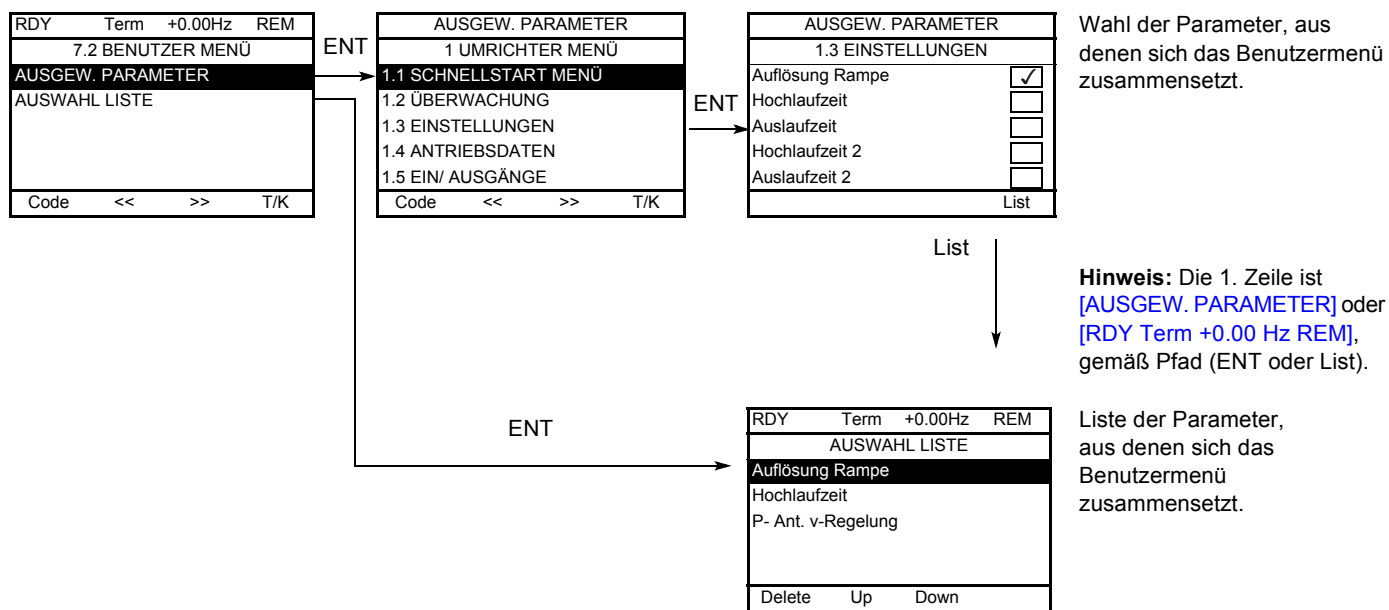 RDY Term +0.00Hz REM
7.2 BENUTZER MENÜ
AUSGEW. PARAMETER
AUSWAHL LISTE
Code << >> T/K
ENT
AUSGEW. PARAMETER
1 UMRICHTER MENÜ
1.1 SCHNELLSTART MENÜ
1.2 ÜBERWACHUNG
1.3 EINSTELLUNGEN
1.4 ANTRIEBSDATEN
1.5 EIN/ AUSGÄNGE
Code << >> T/K
ENT
AUSGEW. PARAMETER
1.3 EINSTELLUNGEN
Auflösung Rampe
Hochlaufzeit
Auslaufzeit
Hochlaufzeit 2
Auslaufzeit 2
List
Wahl der Parameter, aus
denen sich das Benutzermenü
zusammensetzt.
List
Hinweis: Die 1. Zeile ist
[AUSGEW. PARAMETER] oder
[RDY Term +0.00 Hz REM],
gemäß Pfad (ENT oder List).
ENT
RDY Term +0.00Hz REM
AUSWAHL LISTE
Auflösung Rampe
Hochlaufzeit
P- Ant. v-Regelung
Delete Up Down
Liste der Parameter,
aus denen sich das
Benutzermenü
zusammensetzt.